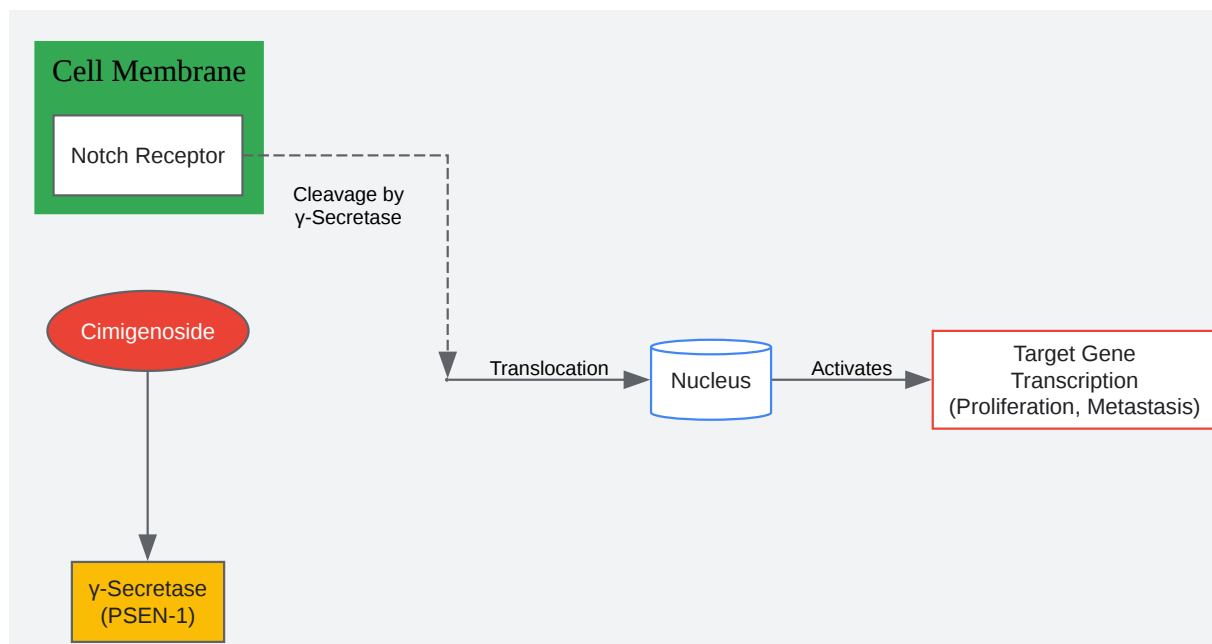 Cell Membrane
Notch Receptor
Cleavage by
γ-Secretase
Cimigenoside
Translocation
Nucleus
Activates
Target Gene
Transcription
(Proliferation, Metastasis)
γ-Secretase
(PSEN-1)